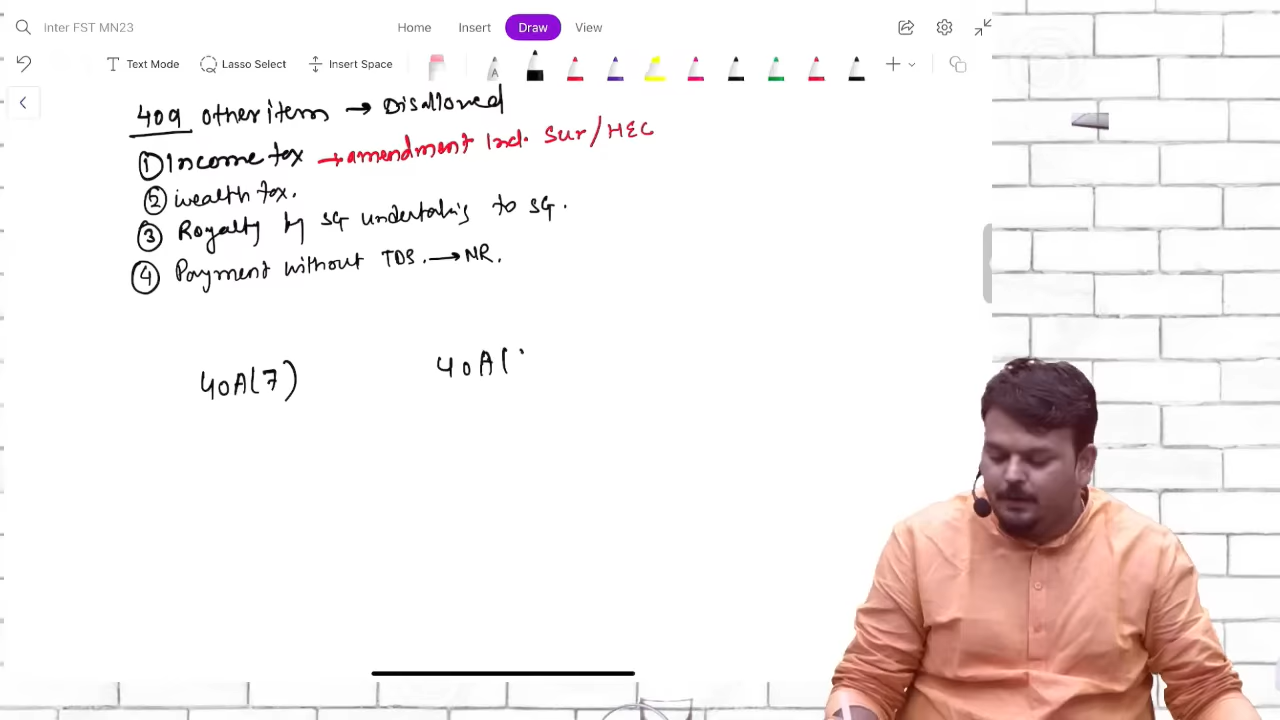 Inter FST MN23
Home Insert Draw View
Text Mode Lasso Select Insert Space
A
409 other items → Disallowed
① Income tax → amendment Incl. Sur/HEC
② wealth tax.
③ Royalty by SG undertaking to SG.
④ Payment without TDS. → NR.
40A(7) 40A(